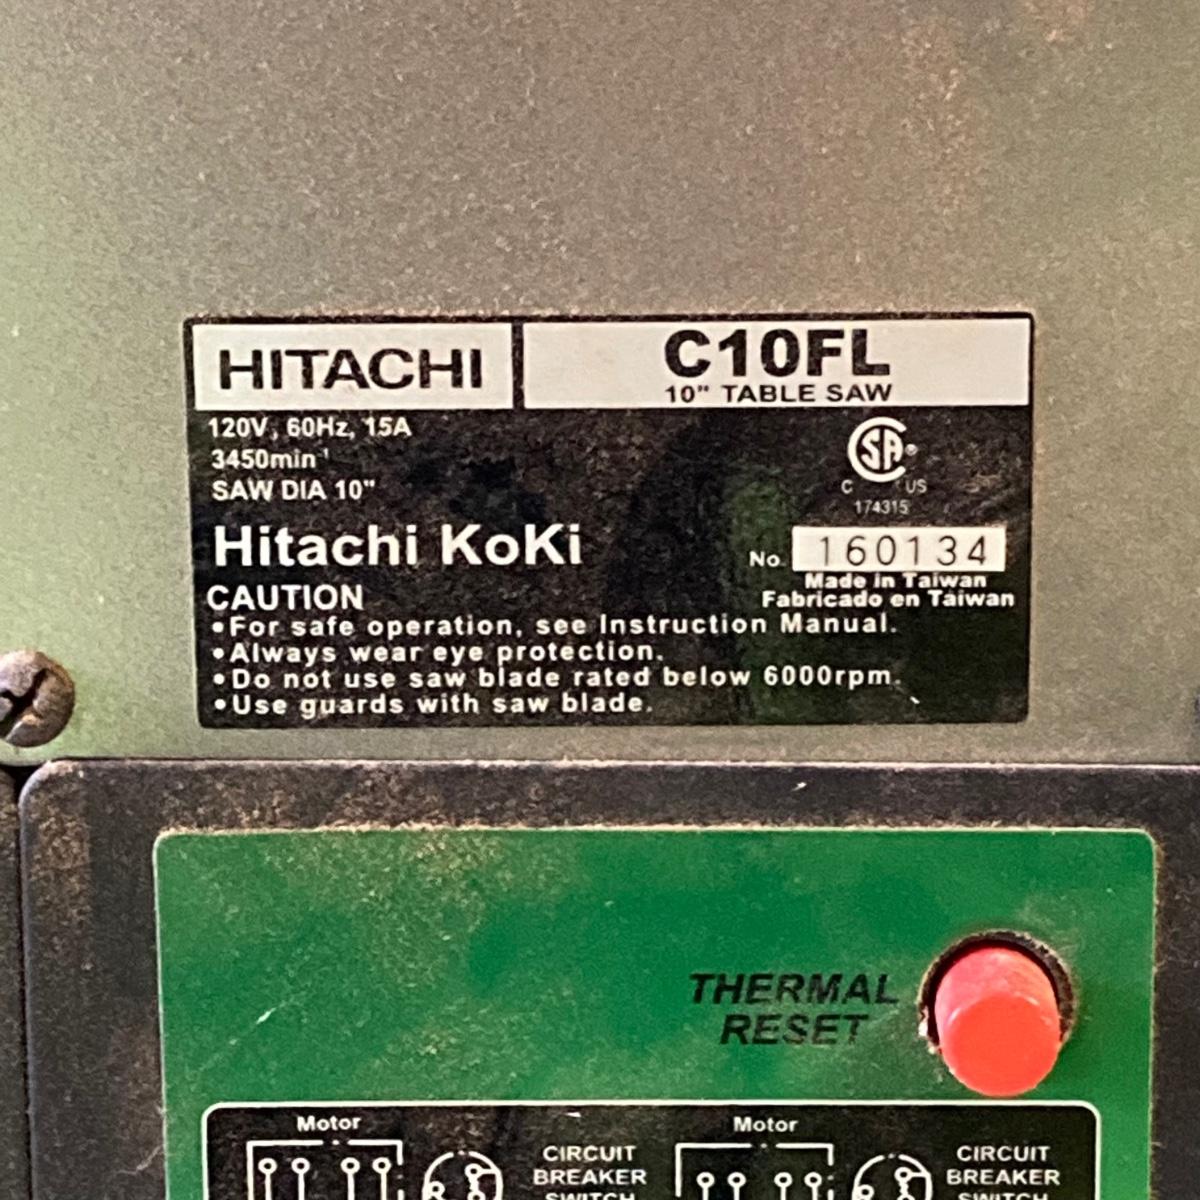 HITACHI
C10FL
10" TABLE SAW
120V, 60Hz, 15A
3450min⁻¹
SAW DIA 10"
CSA®
C US
174315
Hitachi KoKi
No. 160134
Made in Taiwan
Fabricado en Taiwan
CAUTION
•For safe operation, see Instruction Manual.
•Always wear eye protection.
•Do not use saw blade rated below 6000rpm.
•Use guards with saw blade.
THERMAL
RESET
Motor
CIRCUIT
BREAKER
SWITCH
Motor
CIRCUIT
BREAKER
SWITCH